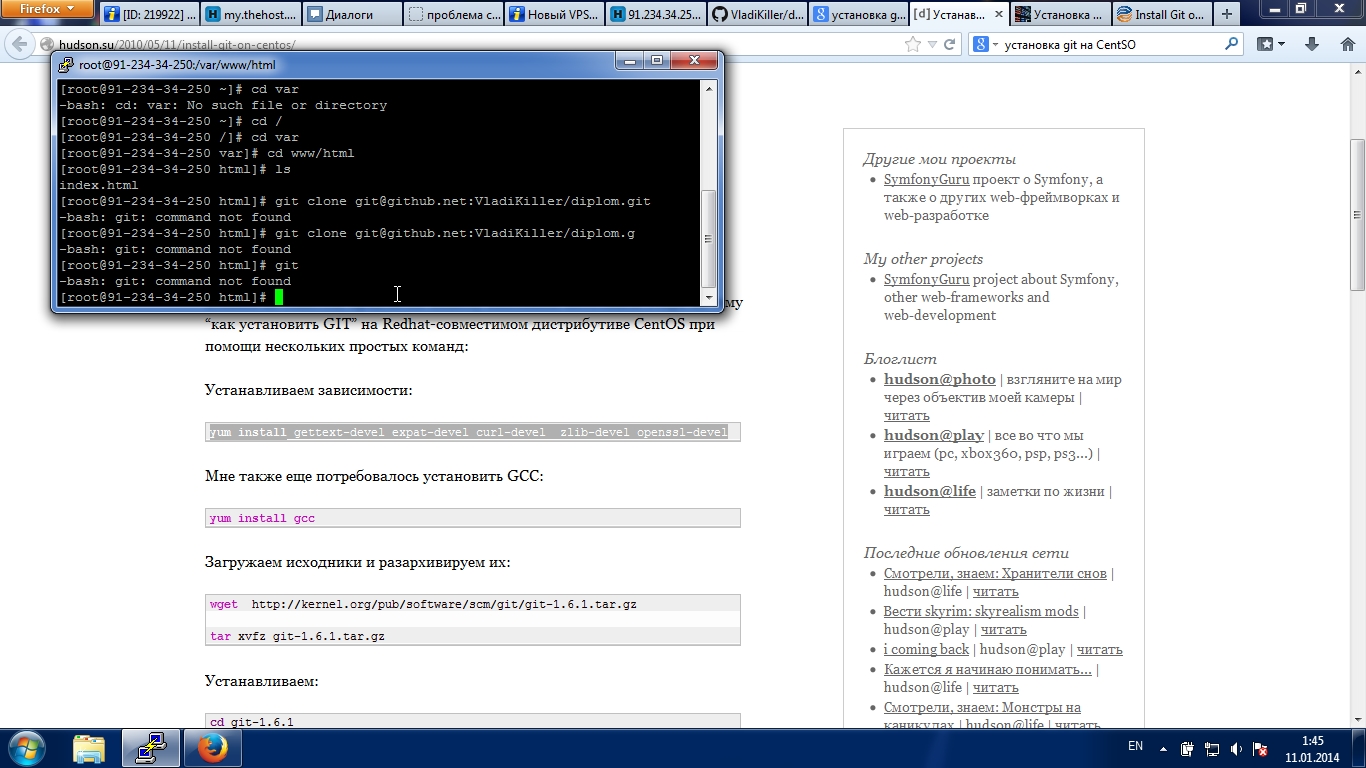 Firefox
[ID: 219922] ...
my.thehost....
Диалоги
проблема с...
Новый VPS...
91.234.34.25...
VladiKiller/d...
установка g...
[d] Устанав...
Установка ...
Install Git o...
hudson.su/2010/05/11/install-git-on-centos/
установка git на CentSO
root@91-234-34-250:/var/www/html
[root@91-234-34-250 ~]# cd var
-bash: cd: var: No such file or directory
[root@91-234-34-250 ~]# cd /
[root@91-234-34-250 /]# cd var
[root@91-234-34-250 var]# cd www/html
[root@91-234-34-250 html]# ls
index.html
[root@91-234-34-250 html]# git clone git@github.net:VladiKiller/diplom.git
-bash: git: command not found
[root@91-234-34-250 html]# git clone git@github.net:VladiKiller/diplom.g
-bash: git: command not found
[root@91-234-34-250 html]# git
-bash: git: command not found
[root@91-234-34-250 html]#
му
“как установить GIT” на Redhat-совместимом дистрибутиве CentOS при
помощи нескольких простых команд:
Устанавливаем зависимости:
yum install gettext-devel expat-devel curl-devel  zlib-devel openssl-devel
Мне также еще потребовалось установить GCC:
yum install gcc
Загружаем исходники и разархивируем их:
wget  http://kernel.org/pub/software/scm/git/git-1.6.1.tar.gz
tar xvfz git-1.6.1.tar.gz
Устанавливаем:
cd git-1.6.1
Другие мои проекты
SymfonyGuru проект о Symfony, а
также о других web-фреймворках и
web-разработке
My other projects
SymfonyGuru project about Symfony,
other web-frameworks and
web-development
Блоглист
hudson@photo | взгляните на мир
через объектив моей камеры |
читать
hudson@play | все во что мы
играем (pc, xbox360, psp, ps3...) |
читать
hudson@life | заметки по жизни |
читать
Последние обновления сети
Смотрели, знаем: Хранители снов |
hudson@life | читать
Вести skyrim: skyrealism mods |
hudson@play | читать
i coming back | hudson@play | читать
Кажется я начинаю понимать... |
hudson@life | читать
Смотрели, знаем: Монстры на
каникулах | hudson@life | читать
EN
1:45
11.01.2014